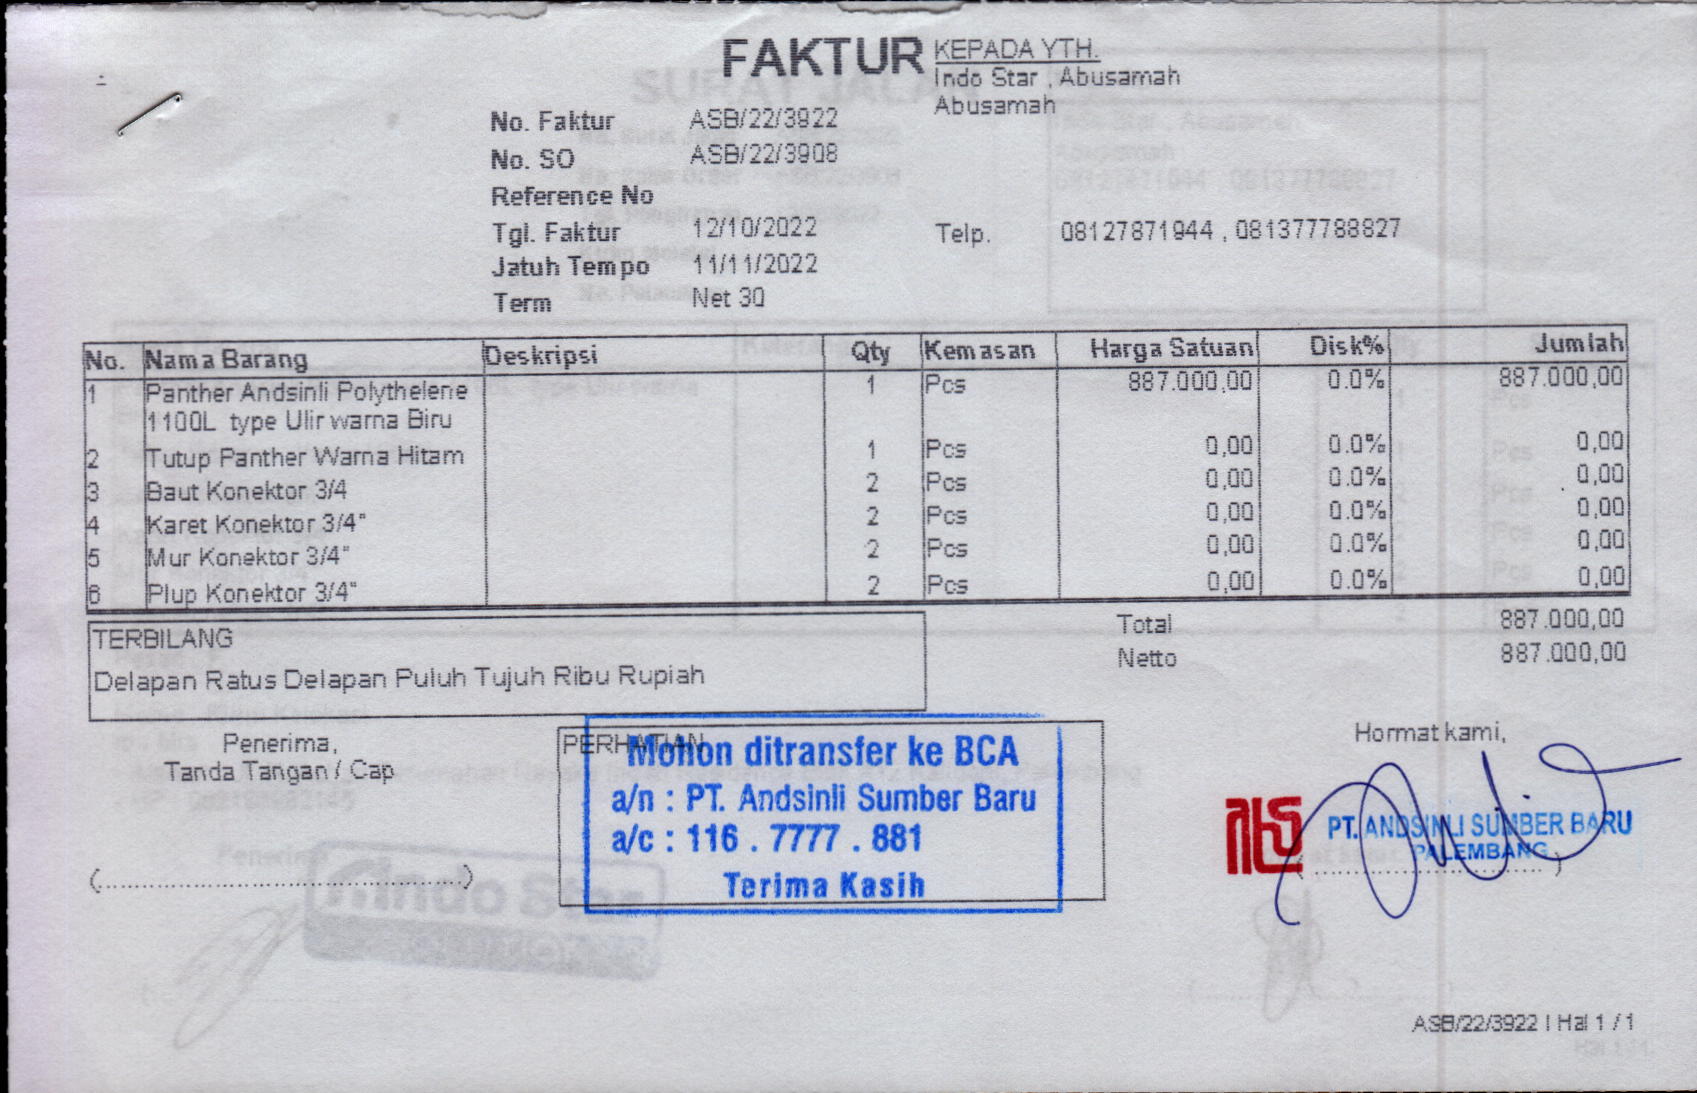 FAKTUR
KEPADA YTH.
Indo Star , Abusamah
Abusamah
No. Faktur ASB/22/3922
No. SO ASB/22/3908
Reference No
Tgl. Faktur 12/10/2022
Telp. 08127871944 , 081377788827
Jatuh Tempo 11/11/2022
Term Net 30
No. Nama Barang Deskripsi Qty Kemasan Harga Satuan Disk% Jumlah
1 Panther Andsinli Polythelene 1 Pcs 887.000,00 0.0% 887.000,00
1100L type Ulir warna Biru
2 Tutup Panther Warna Hitam 1 Pcs 0,00 0.0% 0,00
3 Baut Konektor 3/4 2 Pcs 0,00 0.0% 0,00
4 Karet Konektor 3/4" 2 Pcs 0,00 0.0% 0,00
5 Mur Konektor 3/4" 2 Pcs 0,00 0.0% 0,00
6 Plup Konektor 3/4" 2 Pcs 0,00 0.0% 0,00
Total 887.000,00
Netto 887.000,00
TERBILANG
Delapan Ratus Delapan Puluh Tujuh Ribu Rupiah
Penerima,
Tanda Tangan / Cap
(..............................................)
PERHATIAN
Mohon ditransfer ke BCA
a/n : PT. Andsinli Sumber Baru
a/c : 116 . 7777 . 881
Terima Kasih
Hormat kami,
PT. ANDSINLI SUMBER BARU
PALEMBANG
Indo Star
ASB/22/3922 | Hal 1 / 1